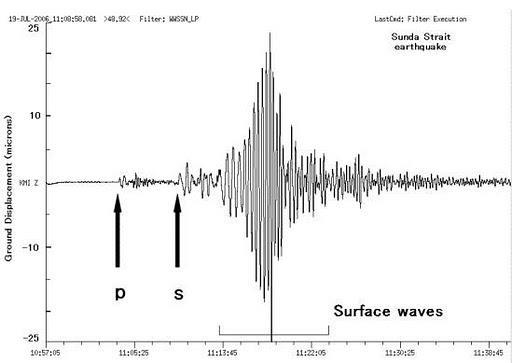 19-JUL-2006 11:08:58.081 >48.92< Filter: WWSSN_LP
LastCmd: Filter Execution
Sunda Strait
earthquake
25
10
KMI Z
-10
-25
Ground Displacement (microns)
p
s
Surface waves
10:57:05 11:05:25 11:13:45 11:22:05 11:30:25 11:38:45